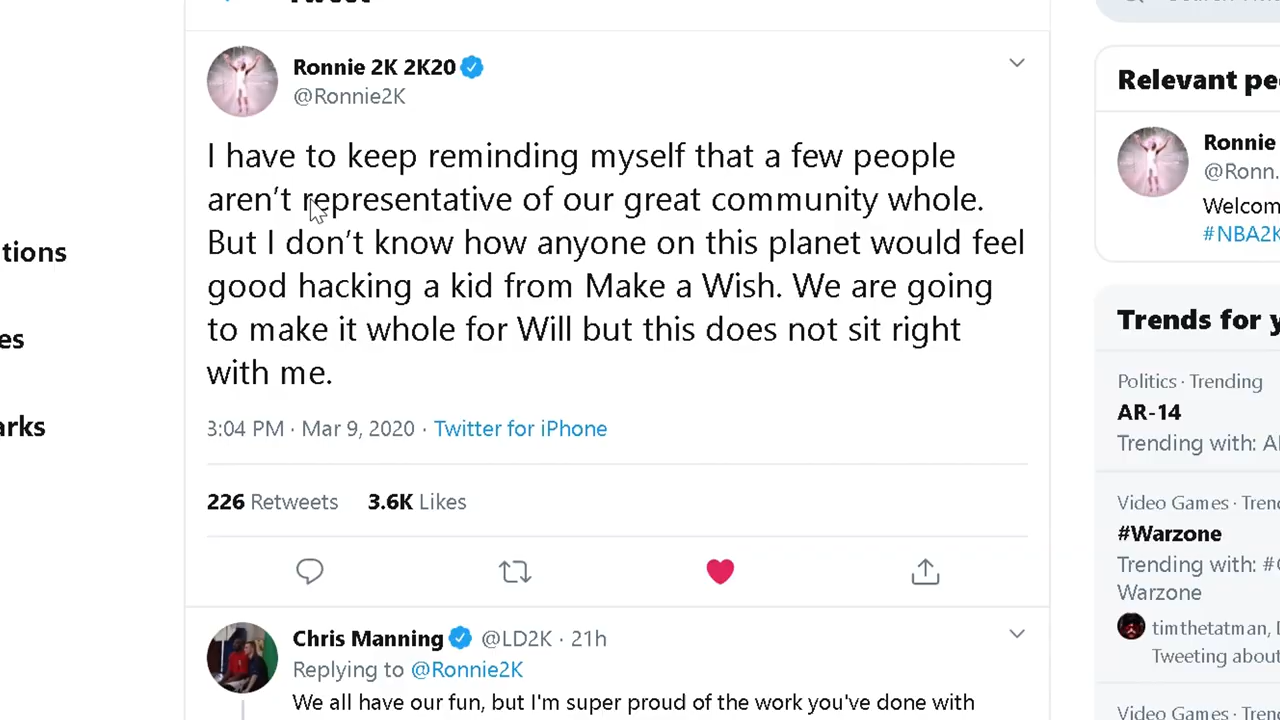 Ronnie 2K 2K20
@Ronnie2K
I have to keep reminding myself that a few people
aren't representative of our great community whole.
But I don't know how anyone on this planet would feel
good hacking a kid from Make a Wish. We are going
to make it whole for Will but this does not sit right
with me.
3:04 PM · Mar 9, 2020 · Twitter for iPhone
226 Retweets 3.6K Likes
Chris Manning @LD2K · 21h
Replying to @Ronnie2K
We all have our fun, but I'm super proud of the work you've done with
tions
es
arks
Relevant pe
Ronnie
@Ronn.
Welcom
#NBA2K
Trends for y
Politics · Trending
AR-14
Trending with: A
Video Games · Tren
#Warzone
Trending with: #
Warzone
timthetatman,
Tweeting about
Video Games · Tren